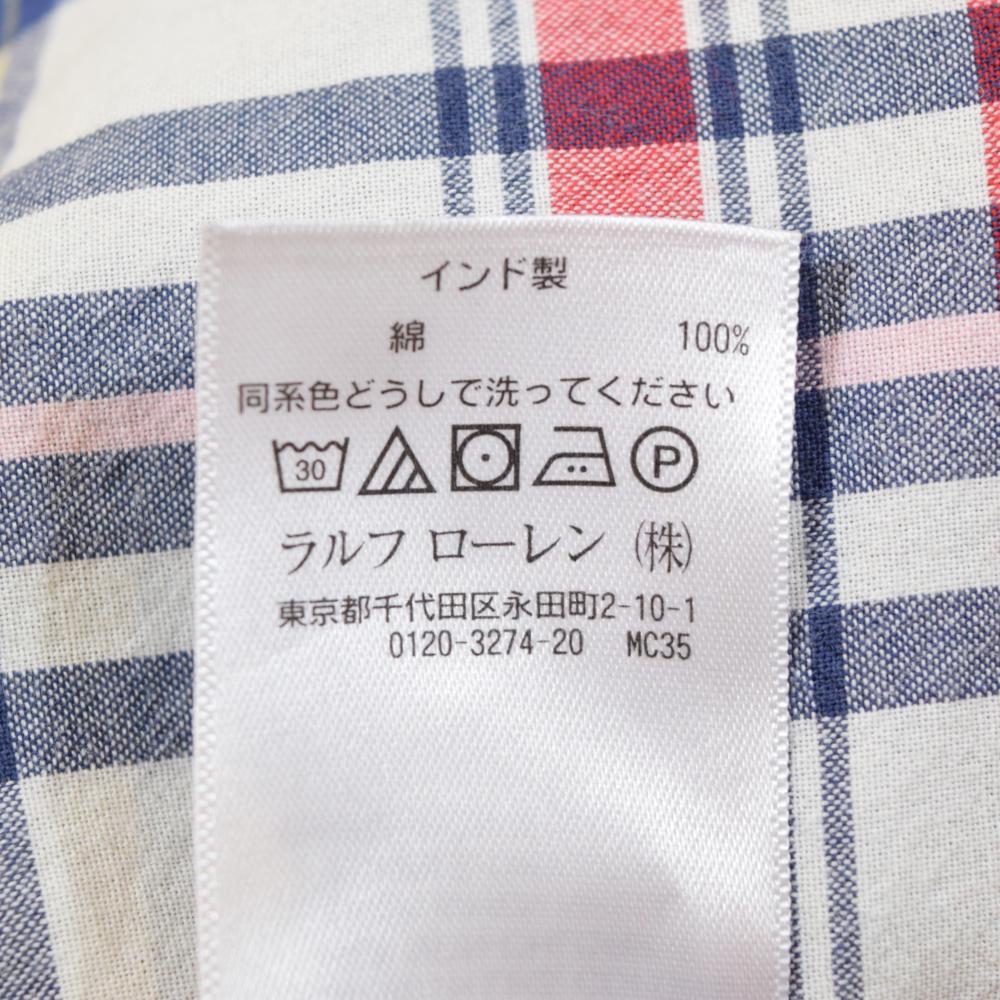 インド製
綿 100%
同系色どうしで洗ってください
30 P
ラルフ ローレン (株)
東京都千代田区永田町2-10-1
0120-3274-20 MC35